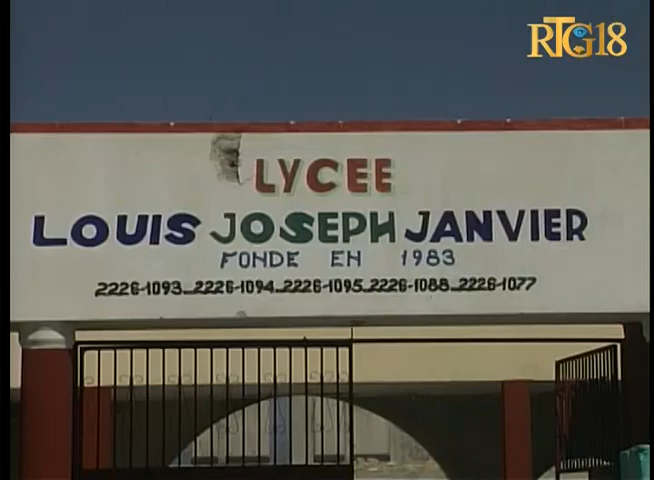 RTG18
LYCEE
LOUIS JOSEPH JANVIER
FONDE EN 1983
2226-1093...2226-1094...2226-1095...2226-1088...2226-1077